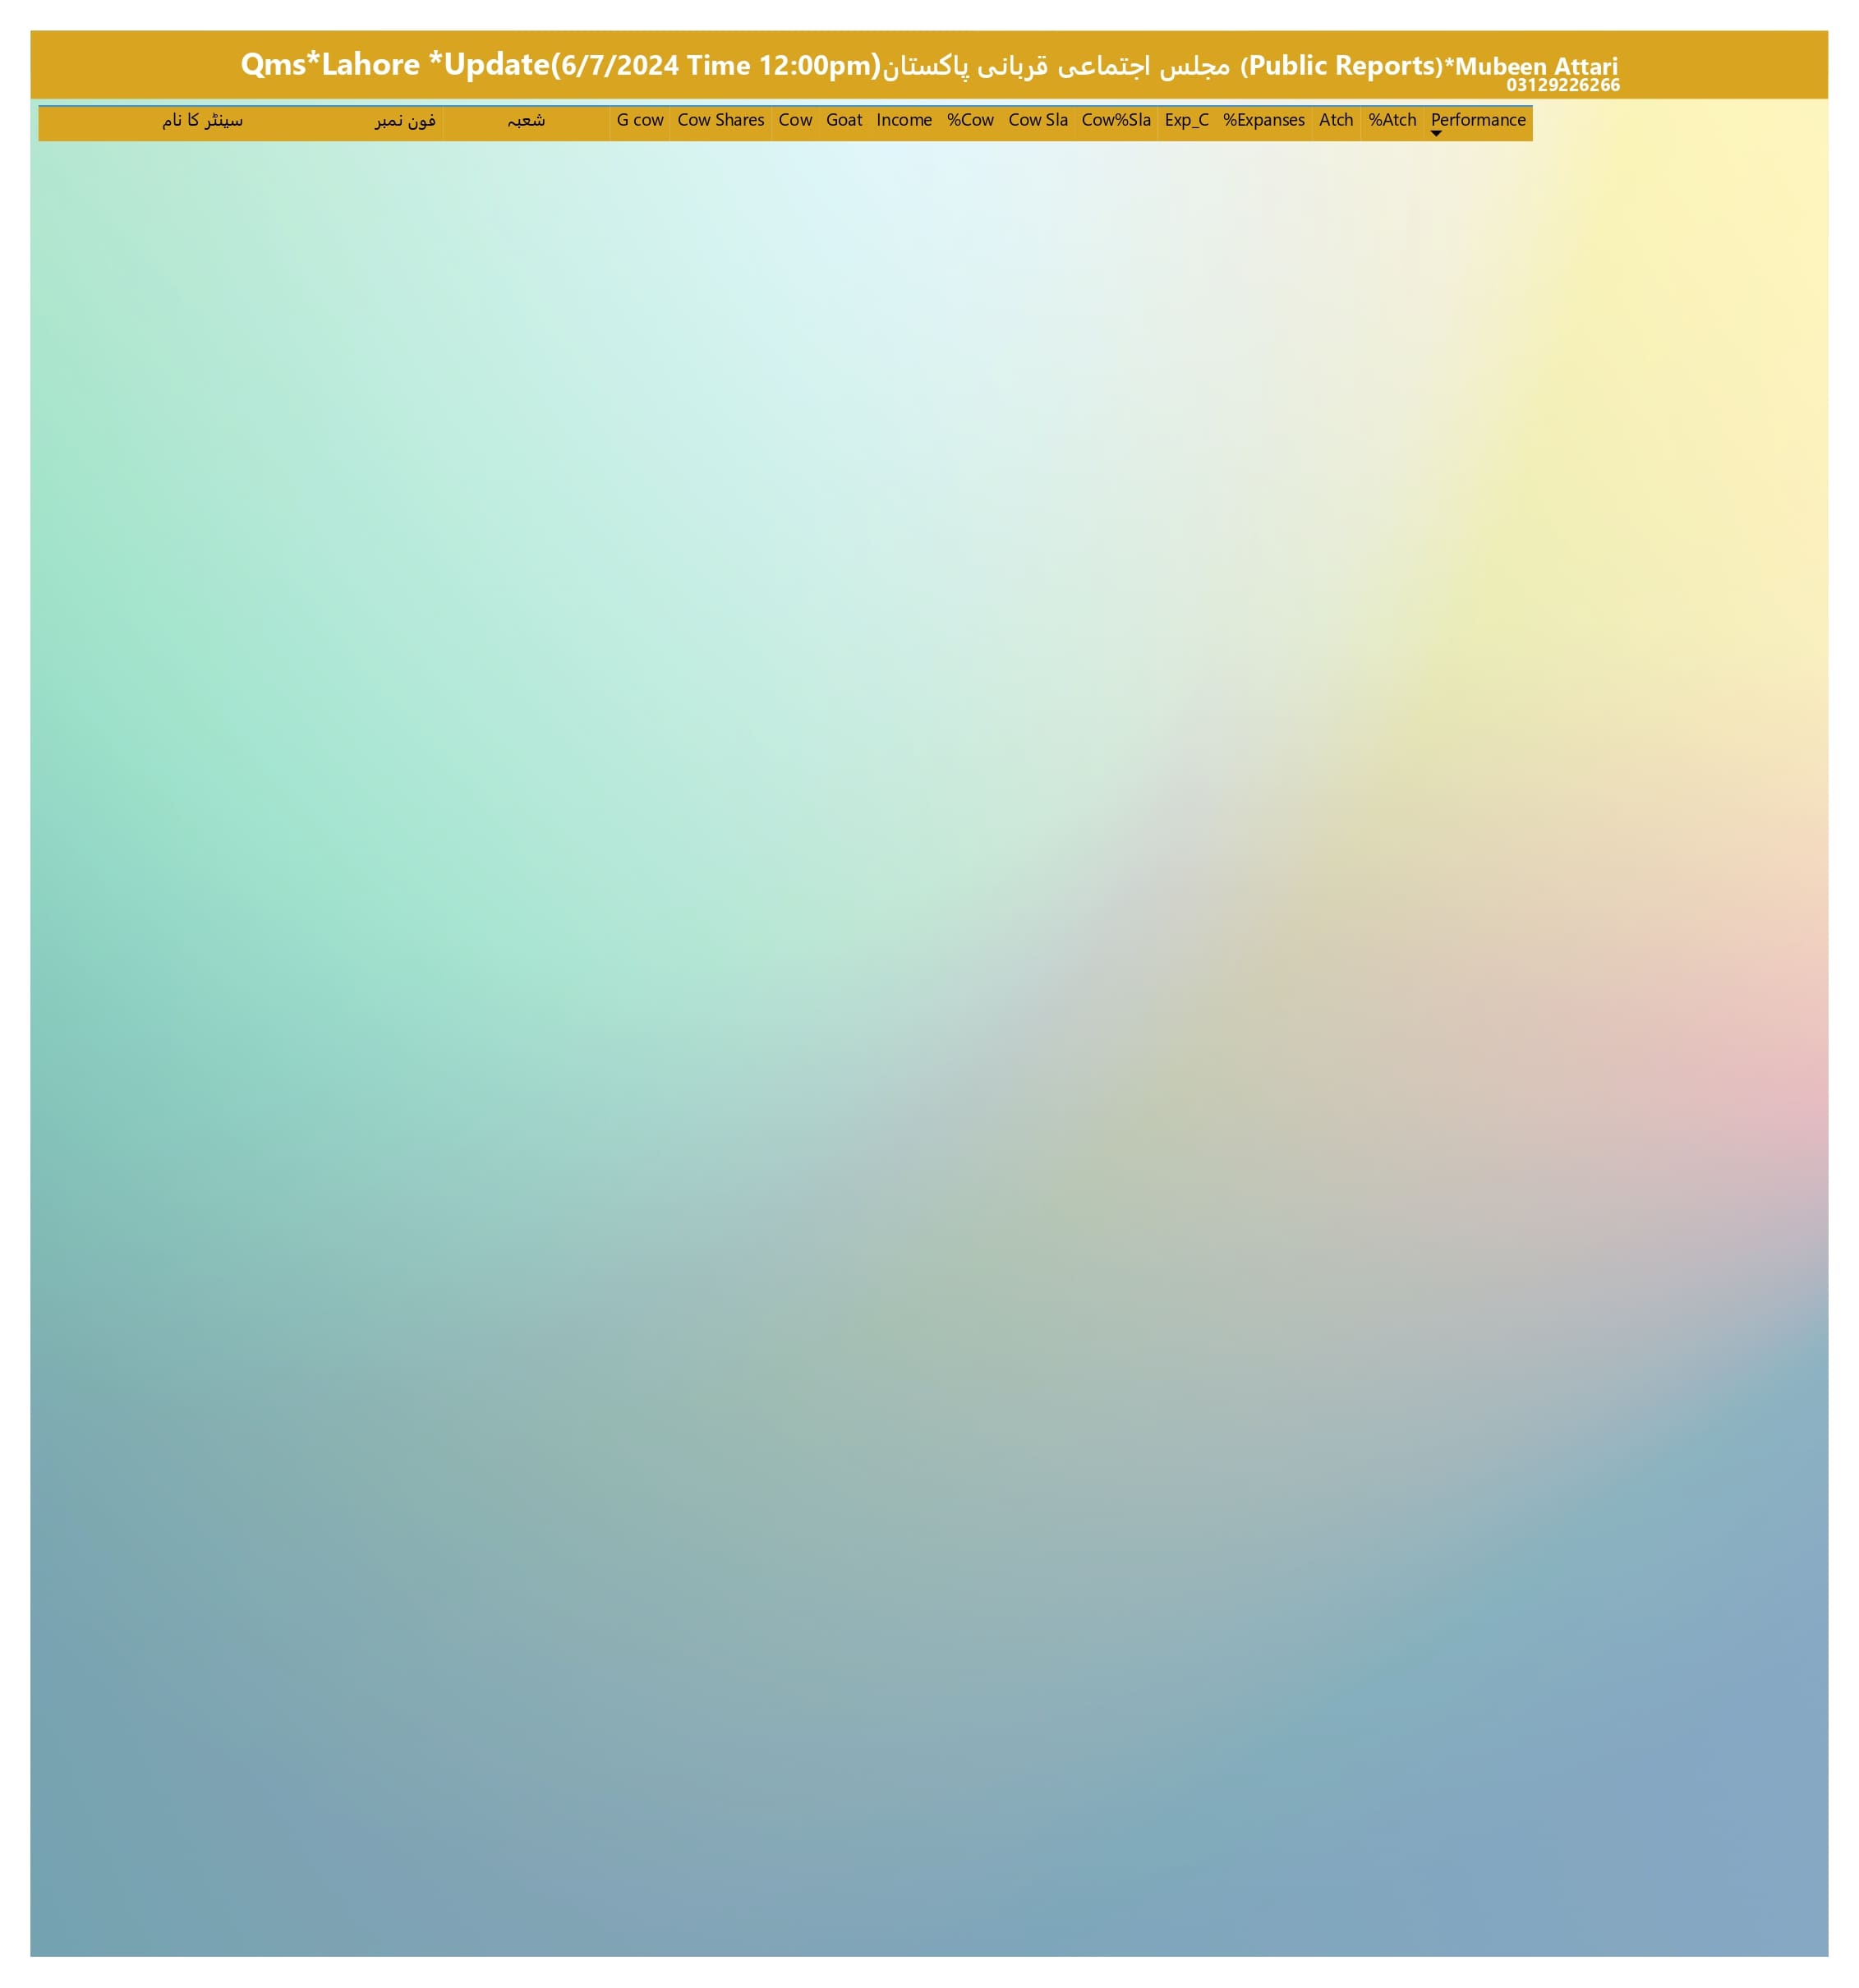 Qms*Lahore *Update(6/7/2024 Time 12:00pm)مجلس اجتماعی قربانی پاکستان (Public Reports)*Mubeen Attari
03129226266
سینٹر کا نام فون نمبر شعبہ G cow Cow Shares Cow Goat Income %Cow Cow Sla Cow%Sla Exp_C %Expanses Atch %Atch Performance